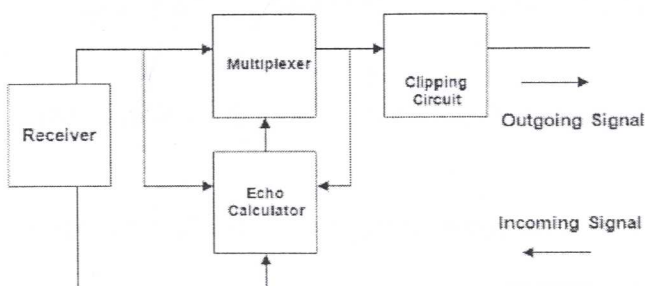 Multiplexer
Clipping
Circuit
Receiver
Outgoing Signal
Echo
Calculator
Incoming Signal